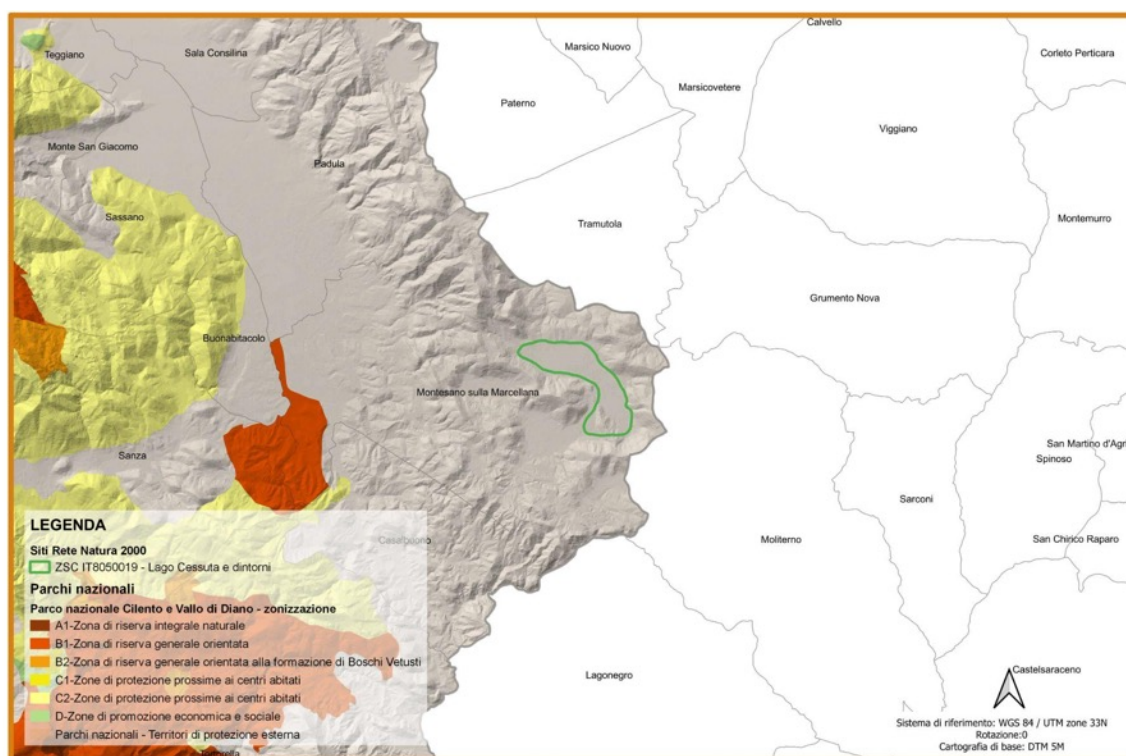 Calvello
Marsico Nuovo
Corleto Perticara
Teggiano
Sala Consilina
Marsicovetere
Paterno
Viggiano
Monte San Giacomo
Padula
Sassano
Tramutola
Montemurro
Grumento Nova
Buonabitacolo
Montesano sulla Marcellana
Sanza
San Martino d'Agri
Spinoso
Sarconi
Moliterno
San Chirico Raparo
Casalbuono
Lagonegro
Castelsaraceno
Tortorella
LEGENDA
Siti Rete Natura 2000
ZSC IT8050019 - Lago Cessuta e dintorni
Parchi nazionali
Parco nazionale Cilento e Vallo di Diano - zonizzazione
A1-Zona di riserva integrale naturale
B1-Zona di riserva generale orientata
B2-Zona di riserva generale orientata alla formazione di Boschi Vetusti
C1-Zone di protezione prossime ai centri abitati
C2-Zone di protezione prossime ai centri abitati
D-Zone di promozione economica e sociale
Parchi nazionali - Territori di protezione esterna
Sistema di riferimento: WGS 84 / UTM zone 33N
Rotazione:0
Cartografia di base: DTM 5M